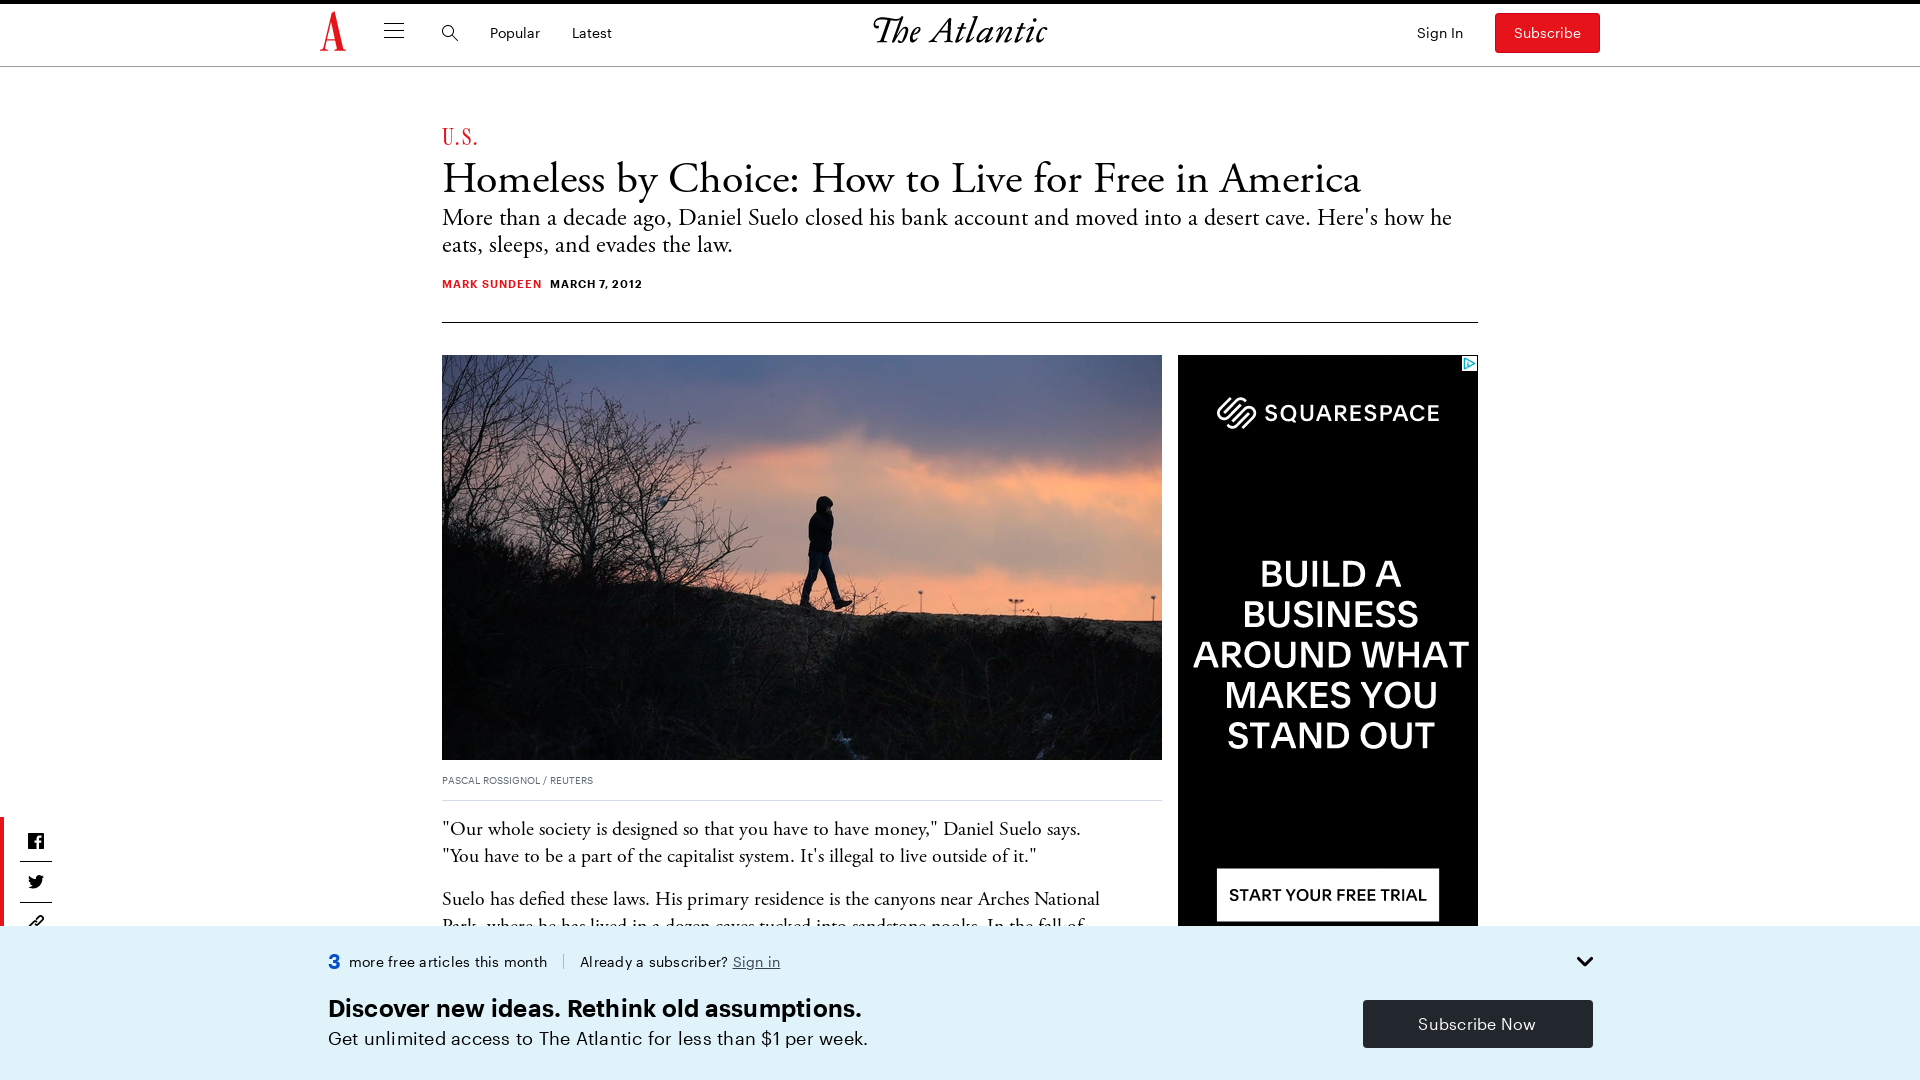 A
Popular
Latest
The Atlantic
Sign In
Subscribe
U.S.
Homeless by Choice: How to Live for Free in America
More than a decade ago, Daniel Suelo closed his bank account and moved into a desert cave. Here's how he
eats, sleeps, and evades the law.
MARK SUNDEEN MARCH 7, 2012
SQUARESPACE
BUILD A
BUSINESS
AROUND WHAT
MAKES YOU
STAND OUT
START YOUR FREE TRIAL
PASCAL ROSSIGNOL / REUTERS
"Our whole society is designed so that you have to have money," Daniel Suelo says.
"You have to be a part of the capitalist system. It's illegal to live outside of it."
Suelo has defied these laws. His primary residence is the canyons near Arches National
Park, where he has lived in a dozen caves tucked into sandstone nooks. In the fall of
3 more free articles this month
Already a subscriber? Sign in
Discover new ideas. Rethink old assumptions.
Get unlimited access to The Atlantic for less than $1 per week.
Subscribe Now